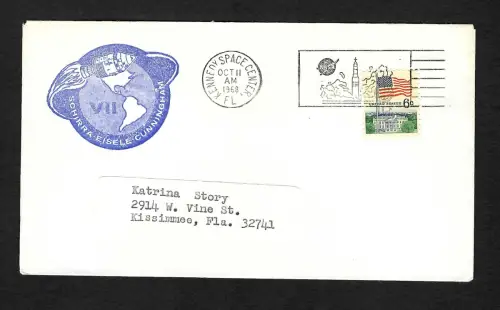 VII
SCHIRRA·EISELE·CUNNINGHAM
KENNEDY SPACE CENTER,
OCT 11
AM
1968
FL
UNITED STATES
6c
Katrina Story
2914 W. Vine St.
Kissimmee, Fla. 32741